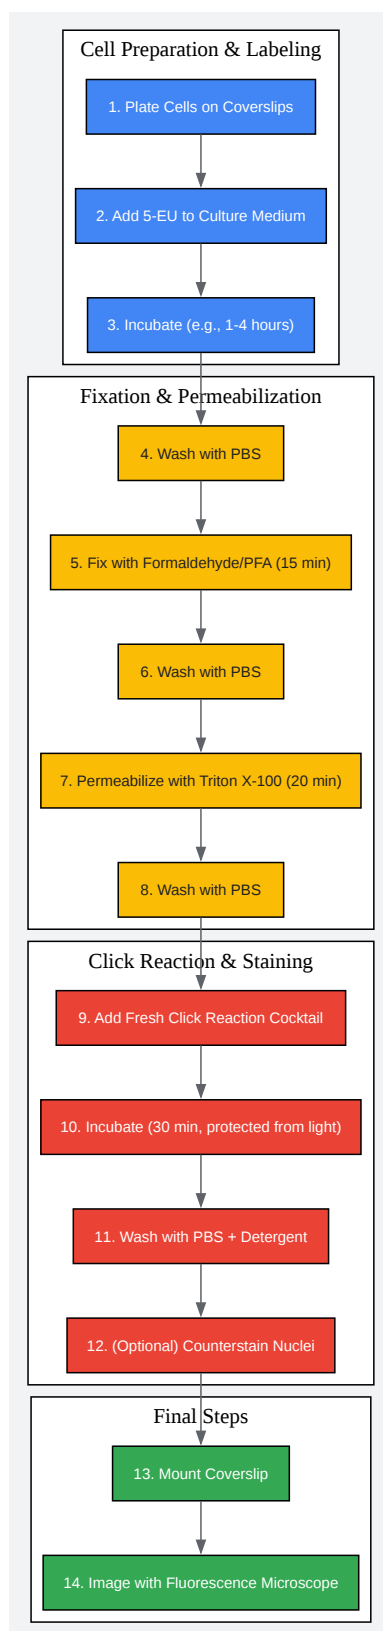 Cell Preparation & Labeling
1. Plate Cells on Coverslips
2. Add 5-EU to Culture Medium
3. Incubate (e.g., 1-4 hours)
Fixation & Permeabilization
4. Wash with PBS
5. Fix with Formaldehyde/PFA (15 min)
6. Wash with PBS
7. Permeabilize with Triton X-100 (20 min)
8. Wash with PBS
Click Reaction & Staining
9. Add Fresh Click Reaction Cocktail
10. Incubate (30 min, protected from light)
11. Wash with PBS + Detergent
12. (Optional) Counterstain Nuclei
Final Steps
13. Mount Coverslip
14. Image with Fluorescence Microscope